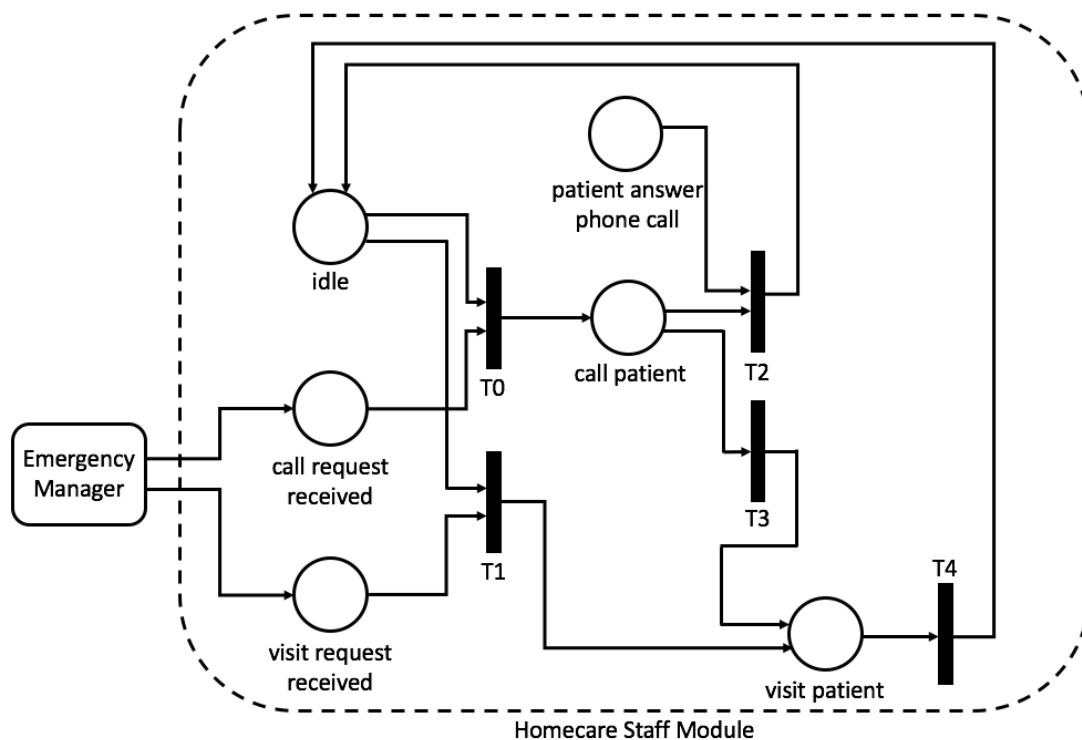 patient answer
phone call
idle
T0
call patient
T2
Emergency
Manager
call request
received
T1
T3
visit request
received
T4
visit patient
Homecare Staff Module